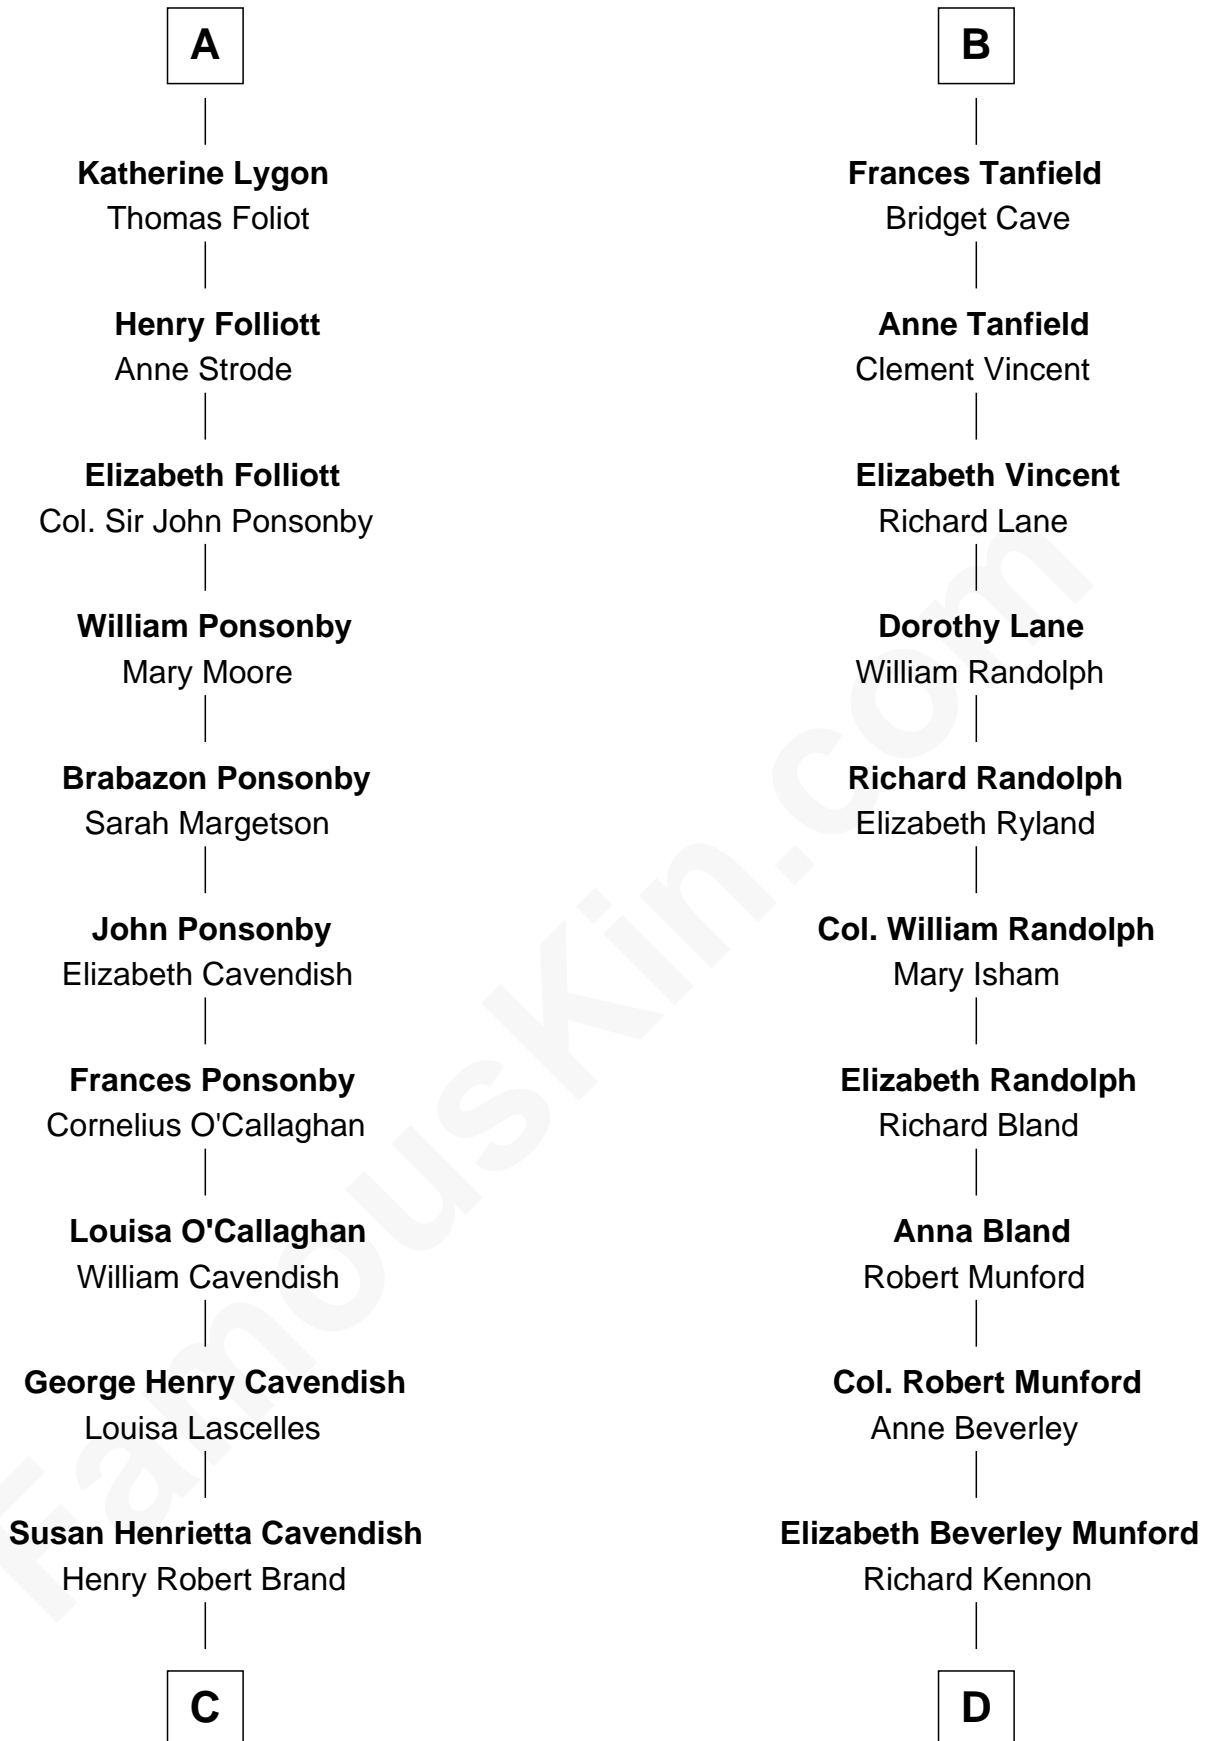 A
Katherine Lygon
Thomas Foliot
Henry Folliott
Anne Strode
Elizabeth Folliott
Col. Sir John Ponsonby
William Ponsonby
Mary Moore
Brabazon Ponsonby
Sarah Margetson
John Ponsonby
Elizabeth Cavendish
Frances Ponsonby
Cornelius O'Callaghan
Louisa O'Callaghan
William Cavendish
George Henry Cavendish
Louisa Lascelles
Susan Henrietta Cavendish
Henry Robert Brand
C
B
Frances Tanfield
Bridget Cave
Anne Tanfield
Clement Vincent
Elizabeth Vincent
Richard Lane
Dorothy Lane
William Randolph
Richard Randolph
Elizabeth Ryland
Col. William Randolph
Mary Isham
Elizabeth Randolph
Richard Bland
Anna Bland
Robert Munford
Col. Robert Munford
Anne Beverley
Elizabeth Beverley Munford
Richard Kennon
D
FamousKin.com